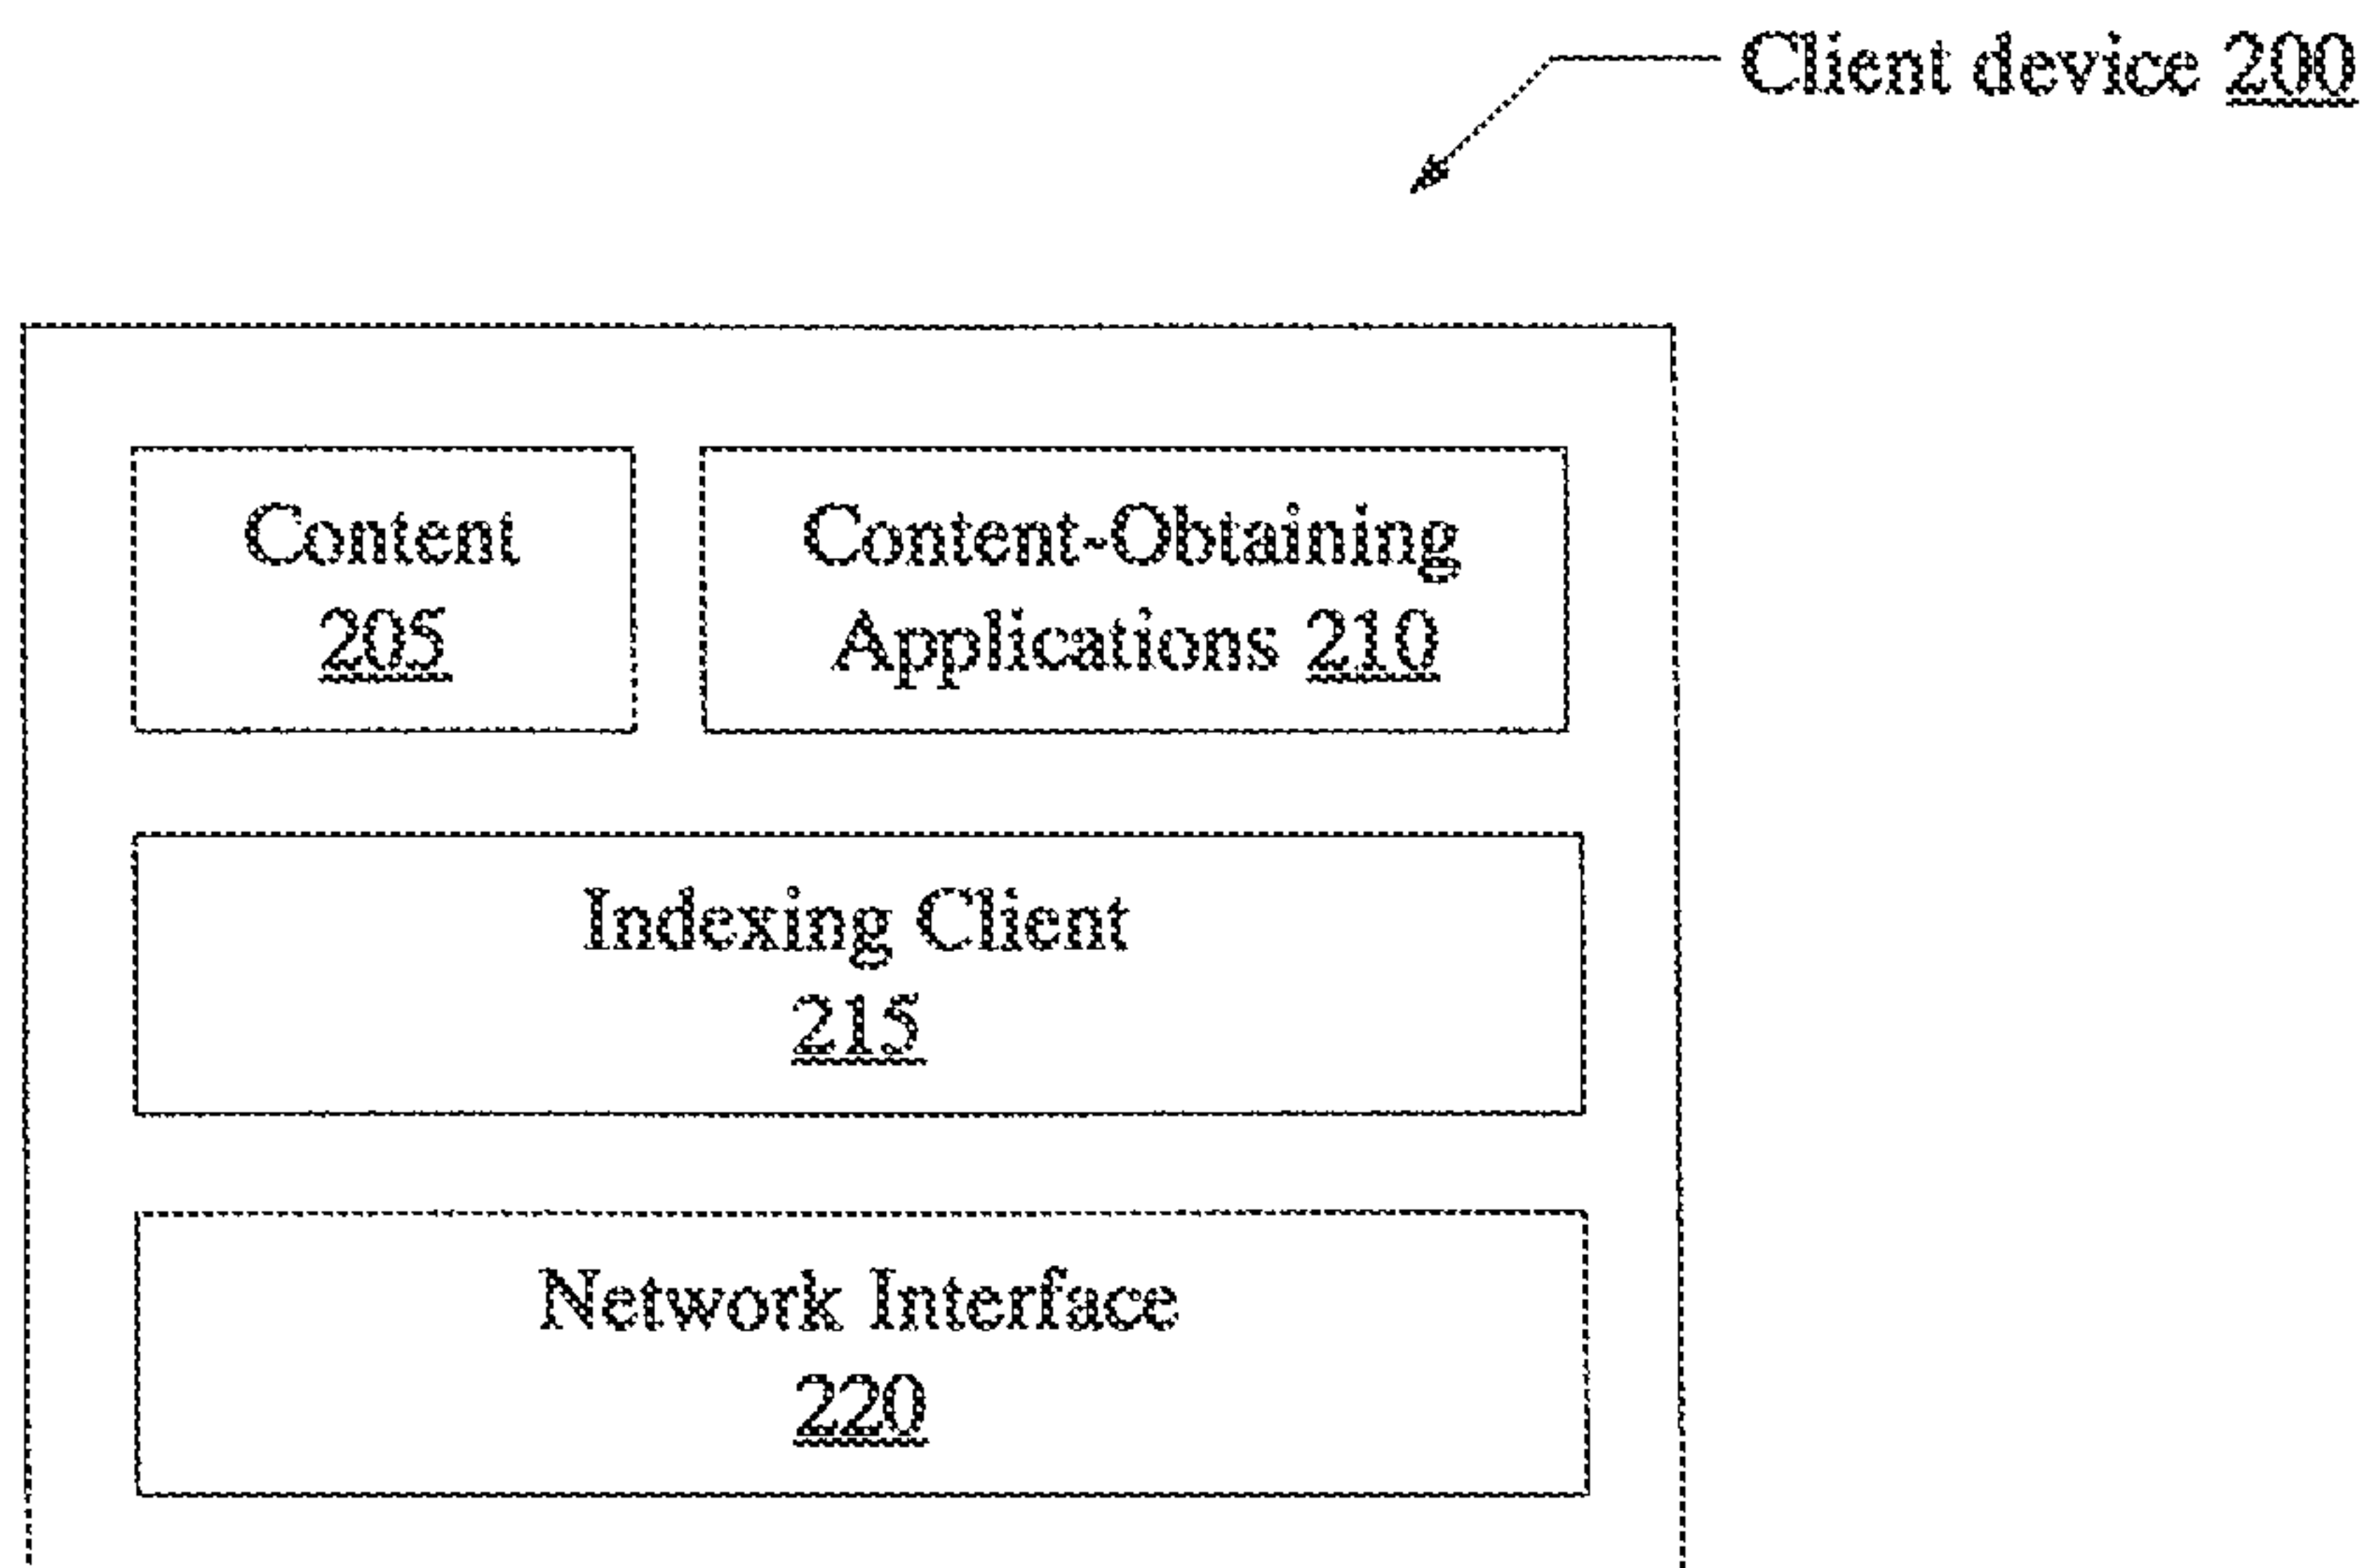 Client device 200
Content
205
Content-Obtaining
Applications 210
Indexing Client
215
Network Interface
220